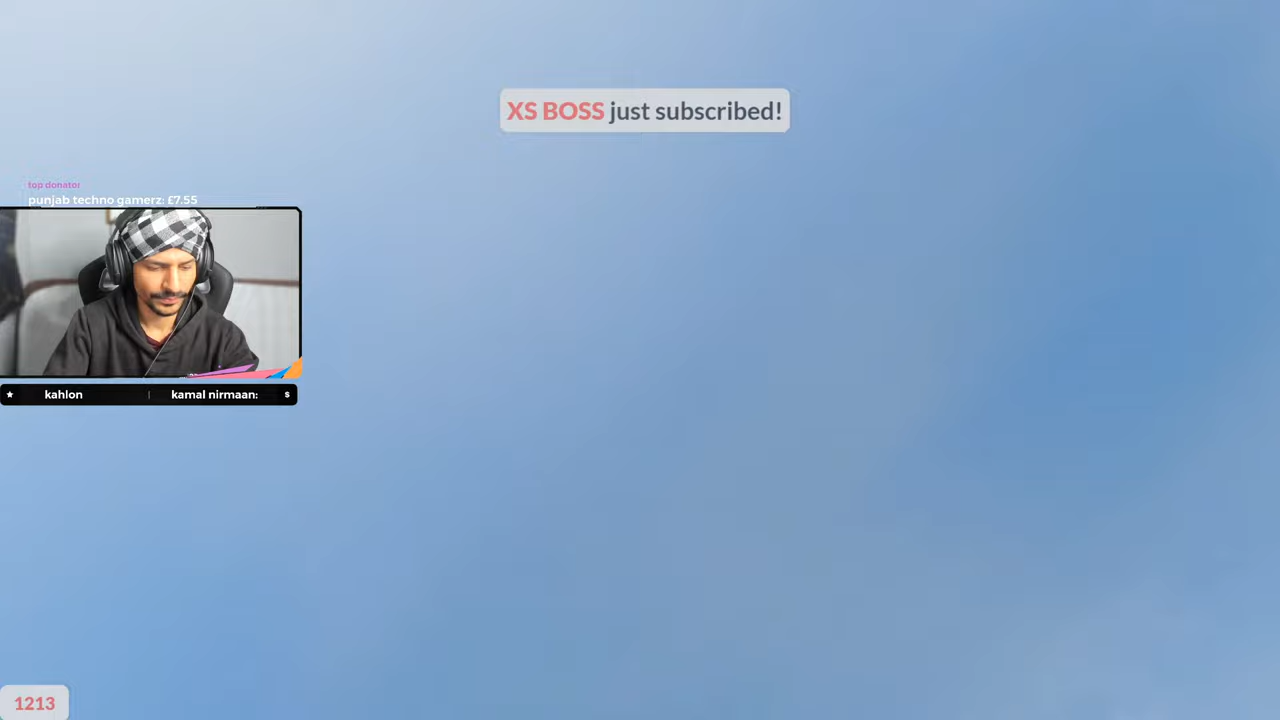 XS BOSS just subscribed!
top donator
punjab techno gamerz: £7.55
kahlon | kamal nirmaan: $
1213